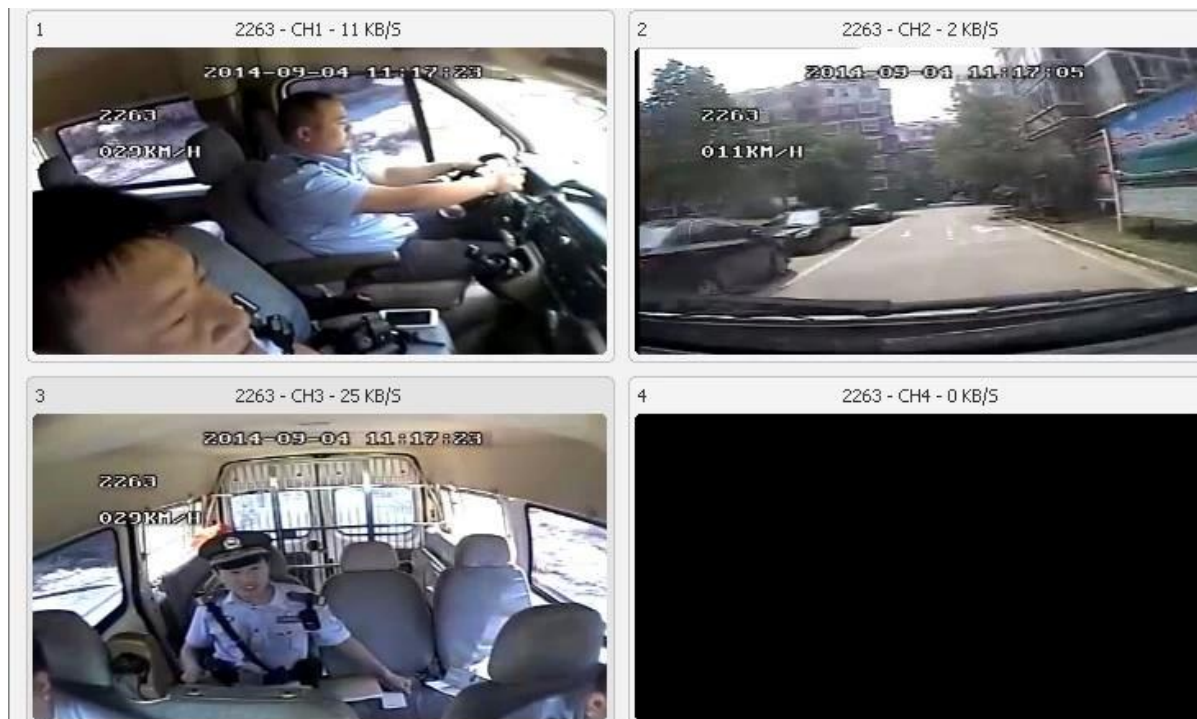 1
2263 - CH1 - 11 KB/S
2014-09-04 11:17:23
2263
029KM/H
2
2263 - CH2 - 2 KB/S
2014-09-04 11:17:05
2263
011KM/H
3
2263 - CH3 - 25 KB/S
2014-09-04 11:17:23
2263
029KM/H
4
2263 - CH4 - 0 KB/S